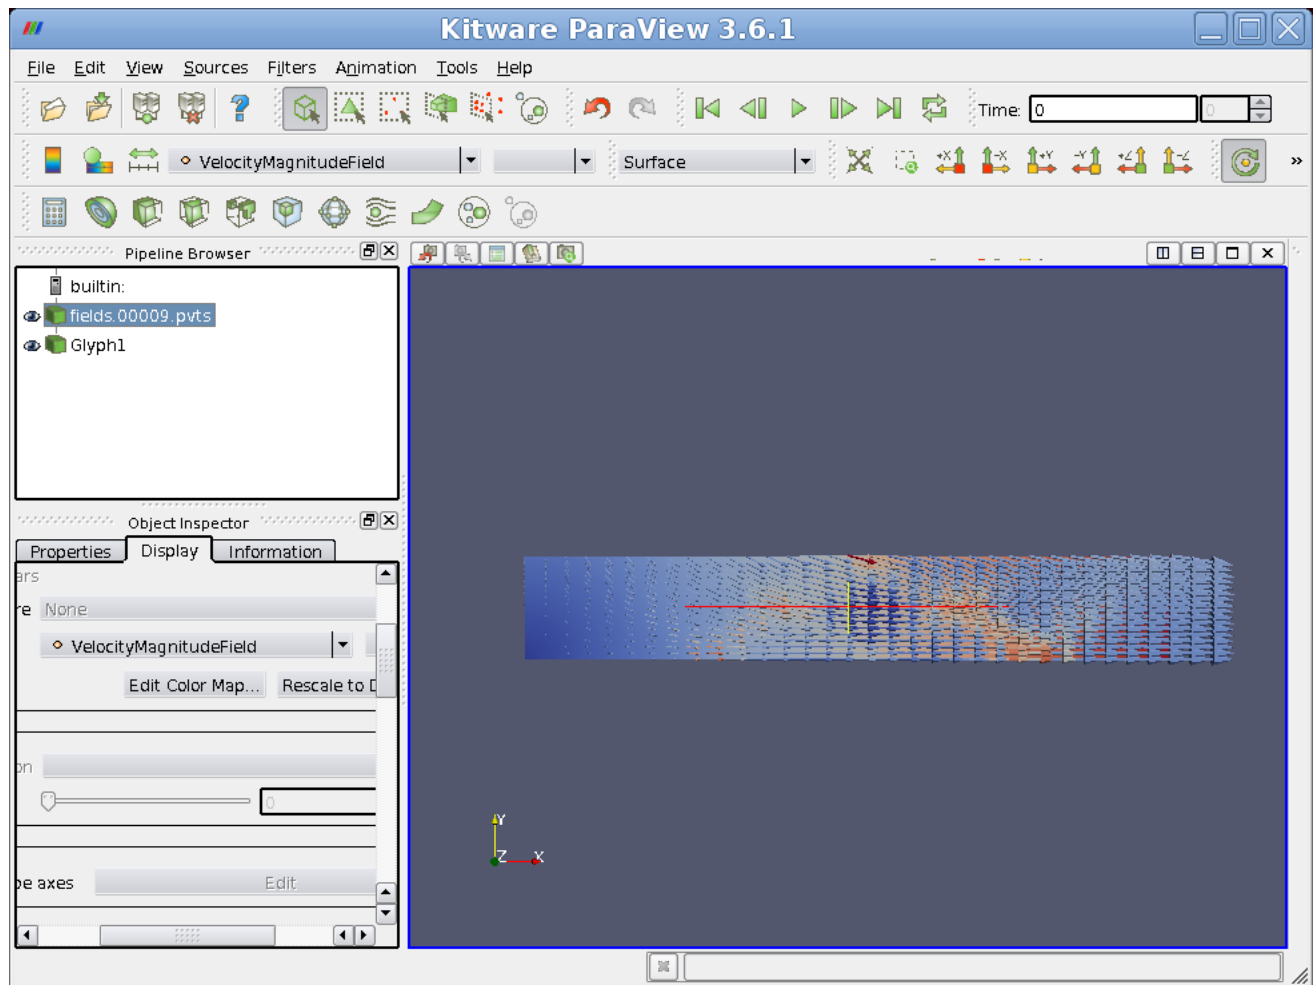 Kitware ParaView 3.6.1
File Edit View Sources Filters Animation Tools Help
Time: 0 0
VelocityMagnitudeField Surface
+X -X +Y -Y +Z -Z »
Pipeline Browser
builtin:
fields.00009.pvts
Glyph1
Object Inspector
Properties Display Information
ars
re None
VelocityMagnitudeField
Edit Color Map... Rescale to D
on
0
be axes Edit
Y
Z X